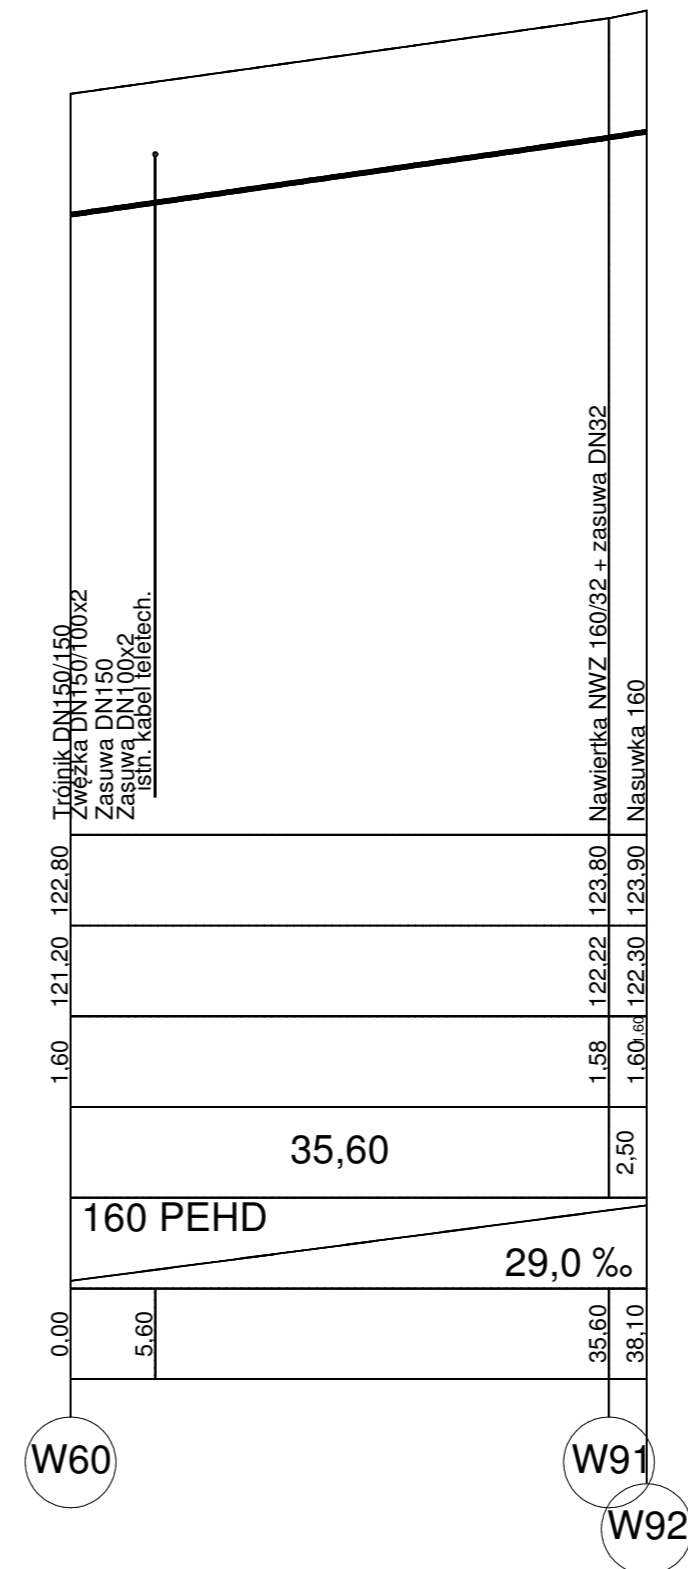 Trójnik DN150/150
Zwężka DN150/100x2
Zasuwa DN150
Zasuwa DN100x2
istn. kabel teletech.
Nawiertka NWZ 160/32 + zasuwa DN32
Nasuwka 160
122,80
123,80
123,90
121,20
122,22
122,30
1,60
1,58
1,60
1,60
35,60
2,50
160 PEHD
29,0 ‰
0,00
5,60
35,60
38,10
W60
W91
W92